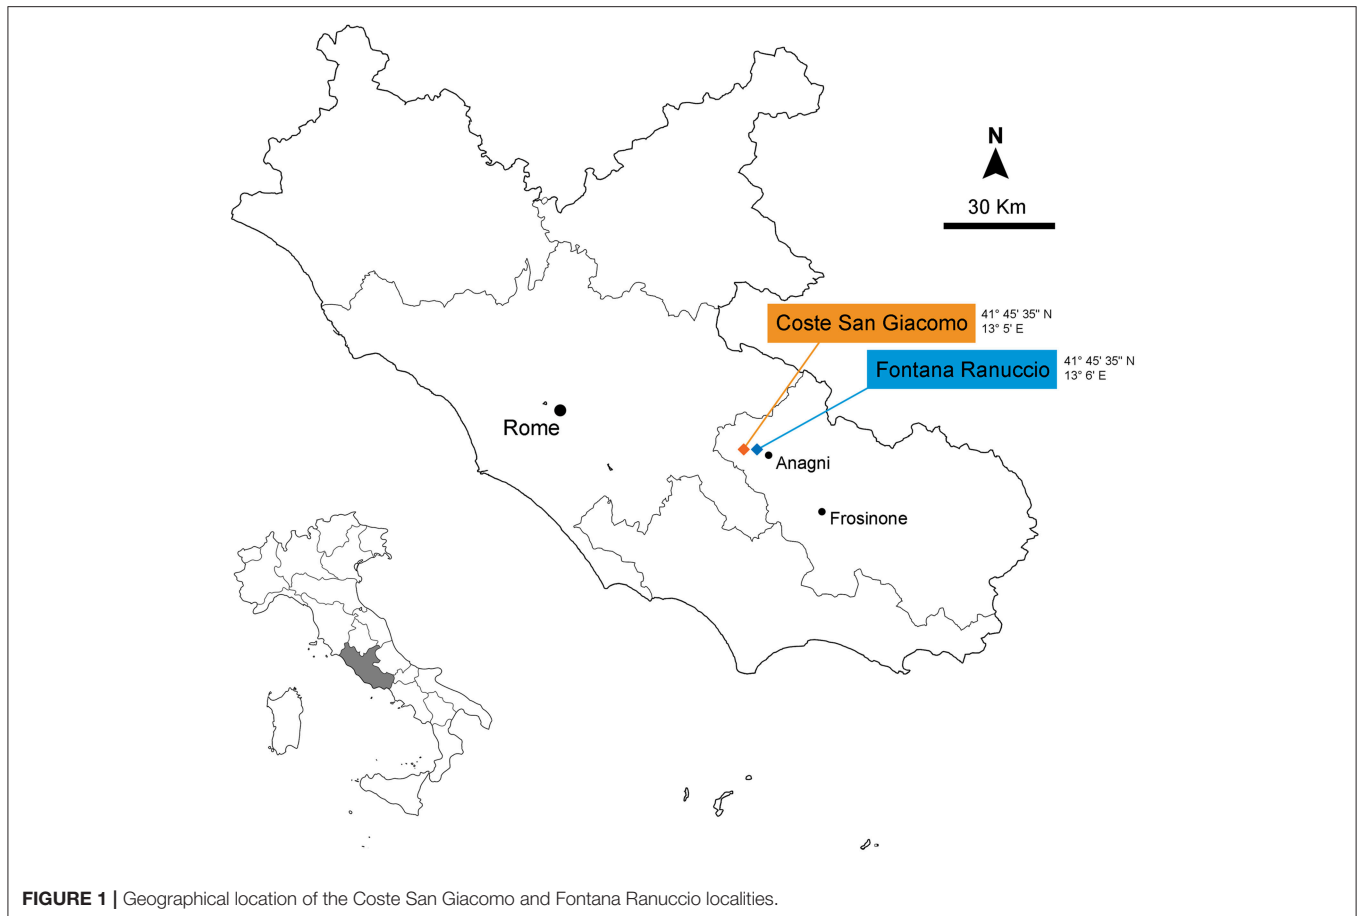 N
30 Km
Coste San Giacomo
41° 45' 35" N
13° 5' E
Fontana Ranuccio
41° 45' 35" N
13° 6' E
Rome
Anagni
Frosinone
FIGURE 1 | Geographical location of the Coste San Giacomo and Fontana Ranuccio localities.